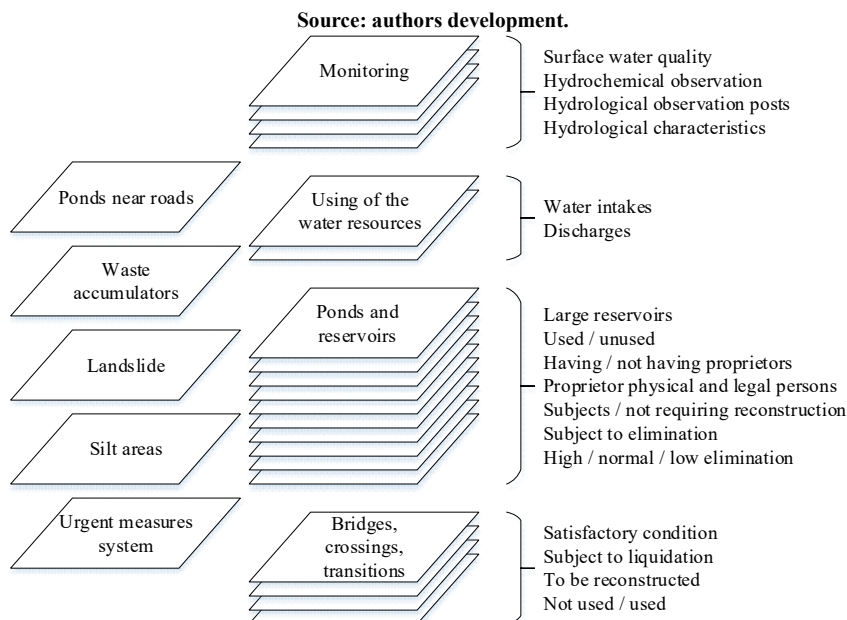 Source: authors development.
Monitoring
Surface water quality
Hydrochemical observation
Hydrological observation posts
Hydrological characteristics
Ponds near roads
Using of the
water resources
Water intakes
Discharges
Waste
accumulators
Ponds and
reservoirs
Large reservoirs
Used / unused
Having / not having proprietors
Proprietor physical and legal persons
Subjects / not requiring reconstruction
Subject to elimination
High / normal / low elimination
Landslide
Silt areas
Urgent measures
system
Bridges,
crossings,
transitions
Satisfactory condition
Subject to liquidation
To be reconstructed
Not used / used